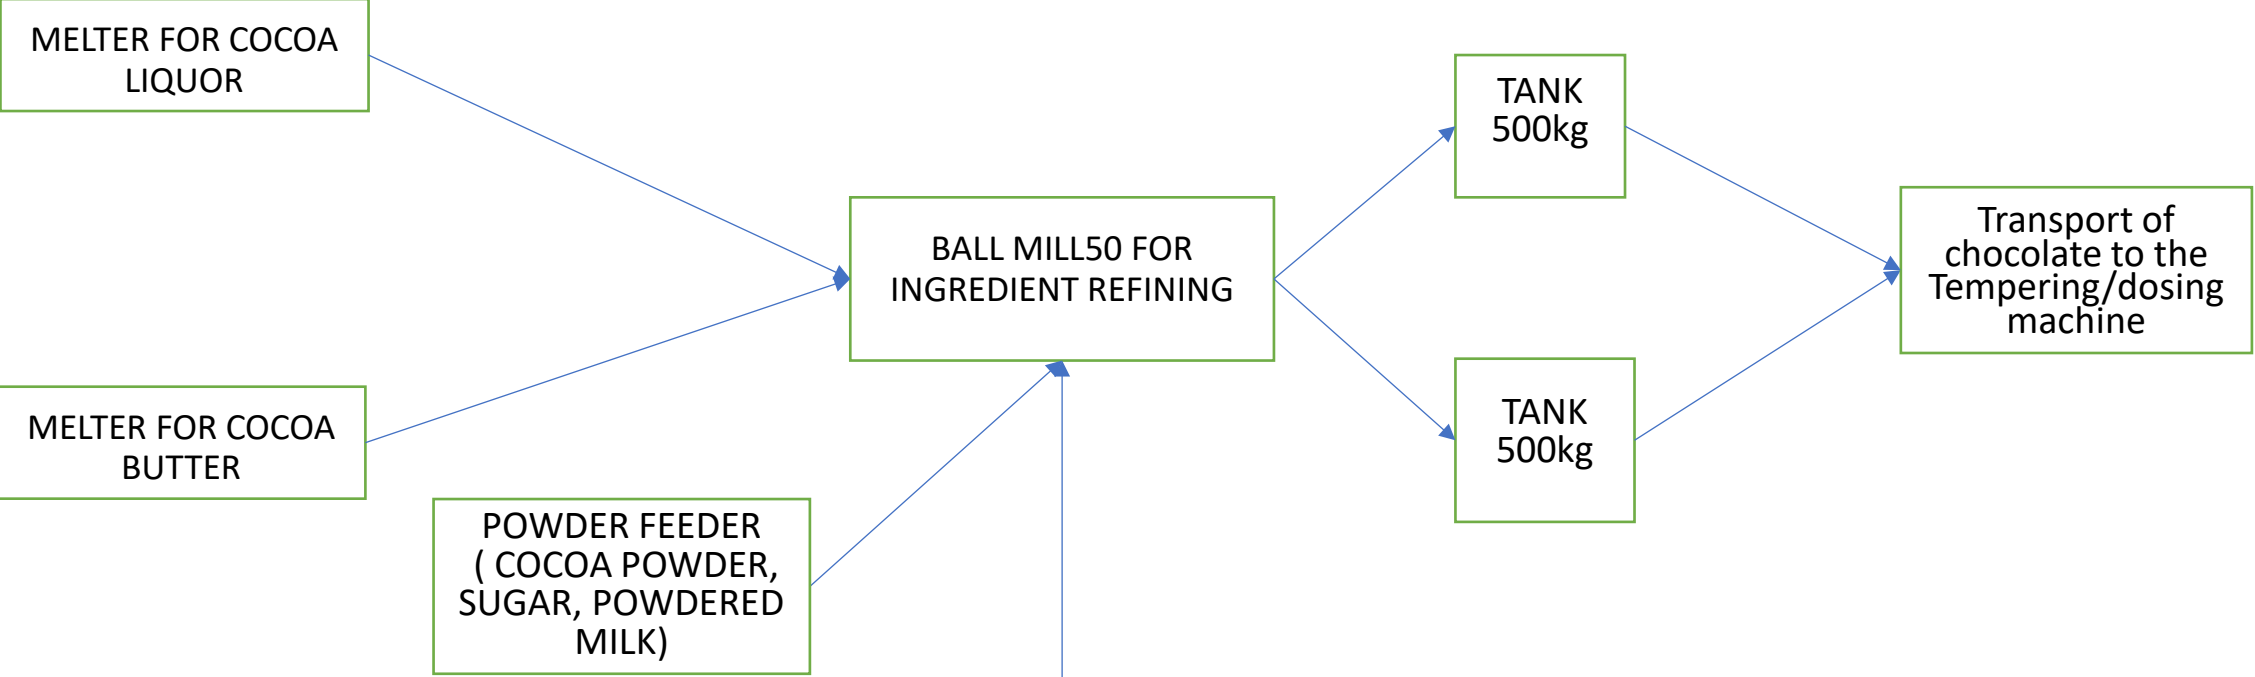 MELTER FOR COCOA
LIQUOR
MELTER FOR COCOA
BUTTER
POWDER FEEDER
( COCOA POWDER,
SUGAR, POWDERED
MILK)
BALL MILL50 FOR
INGREDIENT REFINING
TANK
500kg
TANK
500kg
Transport of
chocolate to the
Tempering/dosing
machine